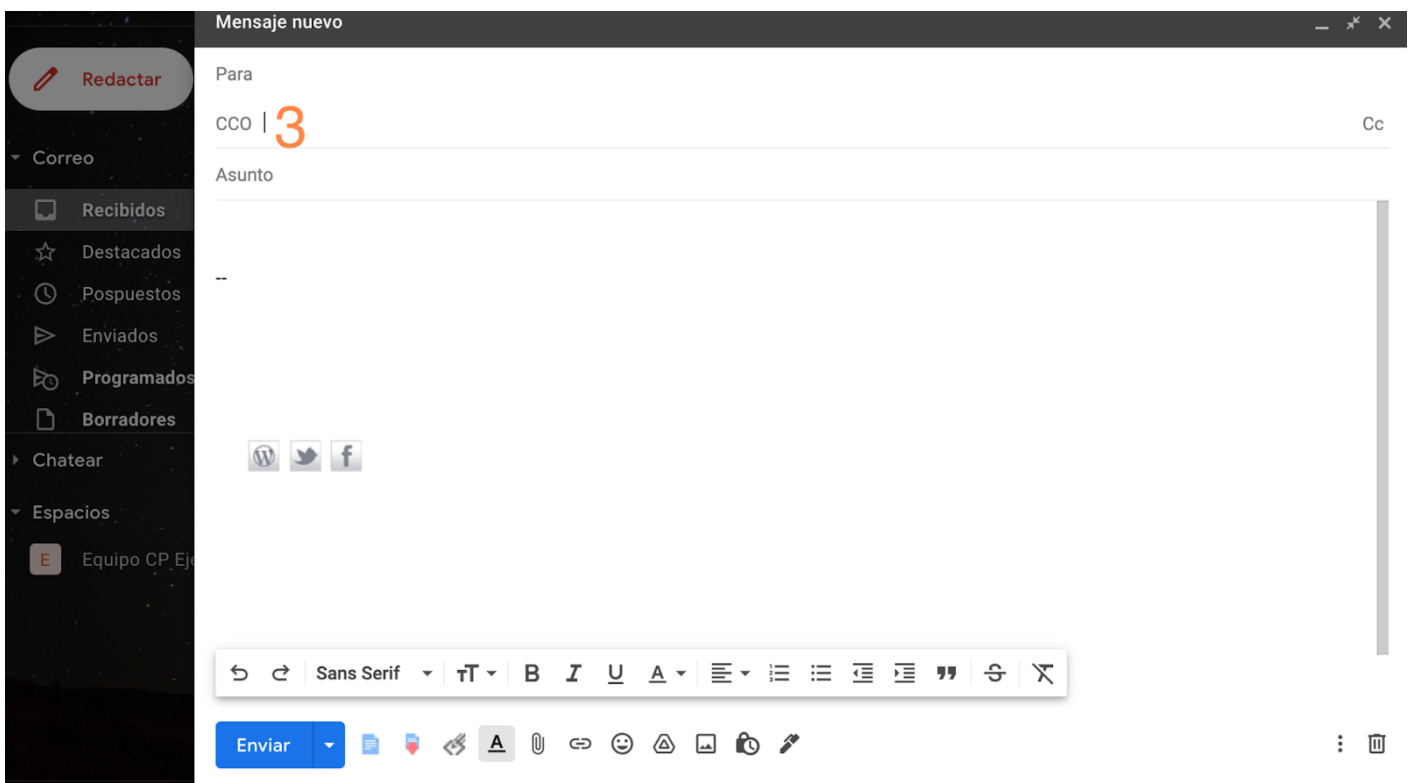 Mensaje nuevo
Redactar
Para
CCO 3
Cc
Correo
Asunto
Recibidos
Destacados
--
Pospuestos
Enviados
Programados
Borradores
Chatear
Espacios
E Equipo CP Eje
Sans Serif
Enviar